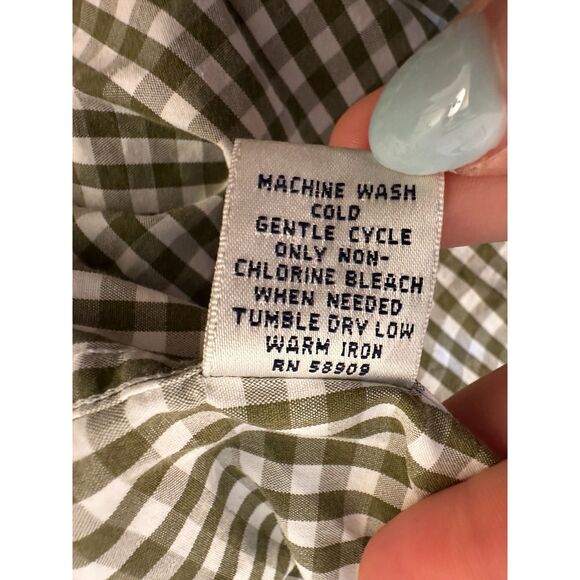 MACHINE WASH
COLD
GENTLE CYCLE
ONLY NON-
CHLORINE BLEACH
WHEN NEEDED
TUMBLE DRY LOW
WARM IRON
RN 58909